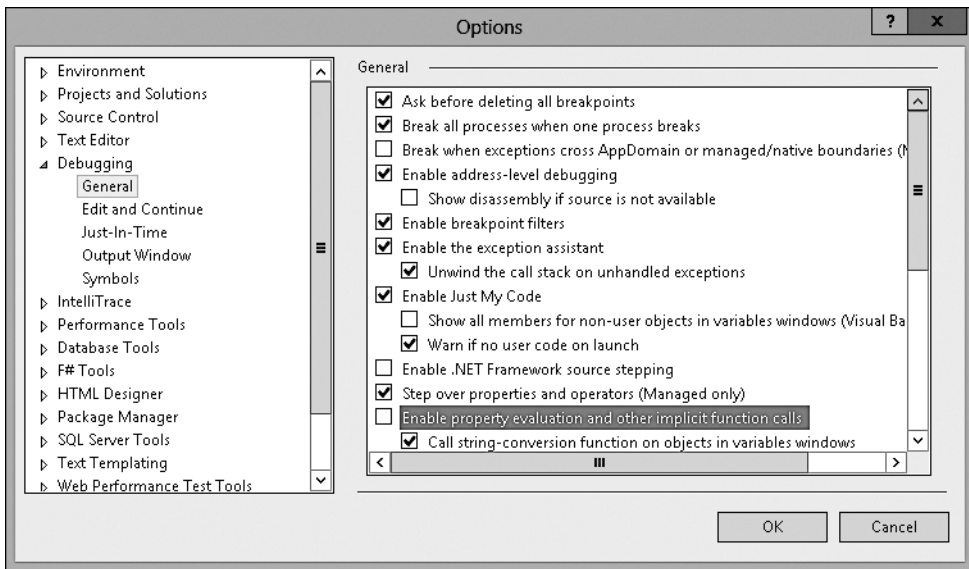 Options
?
x
Environment
Projects and Solutions
Source Control
Text Editor
Debugging
General
Edit and Continue
Just-In-Time
Output Window
Symbols
IntelliTrace
Performance Tools
Database Tools
F# Tools
HTML Designer
Package Manager
SQL Server Tools
Text Templating
Web Performance Test Tools
General
Ask before deleting all breakpoints
Break all processes when one process breaks
Break when exceptions cross AppDomain or managed/native boundaries (
Enable address-level debugging
Show disassembly if source is not available
Enable breakpoint filters
Enable the exception assistant
Unwind the call stack on unhandled exceptions
Enable Just My Code
Show all members for non-user objects in variables windows (Visual Ba
Warn if no user code on launch
Enable .NET Framework source stepping
Step over properties and operators (Managed only)
Enable property evaluation and other implicit function calls
Call string-conversion function on objects in variables windows
OK
Cancel